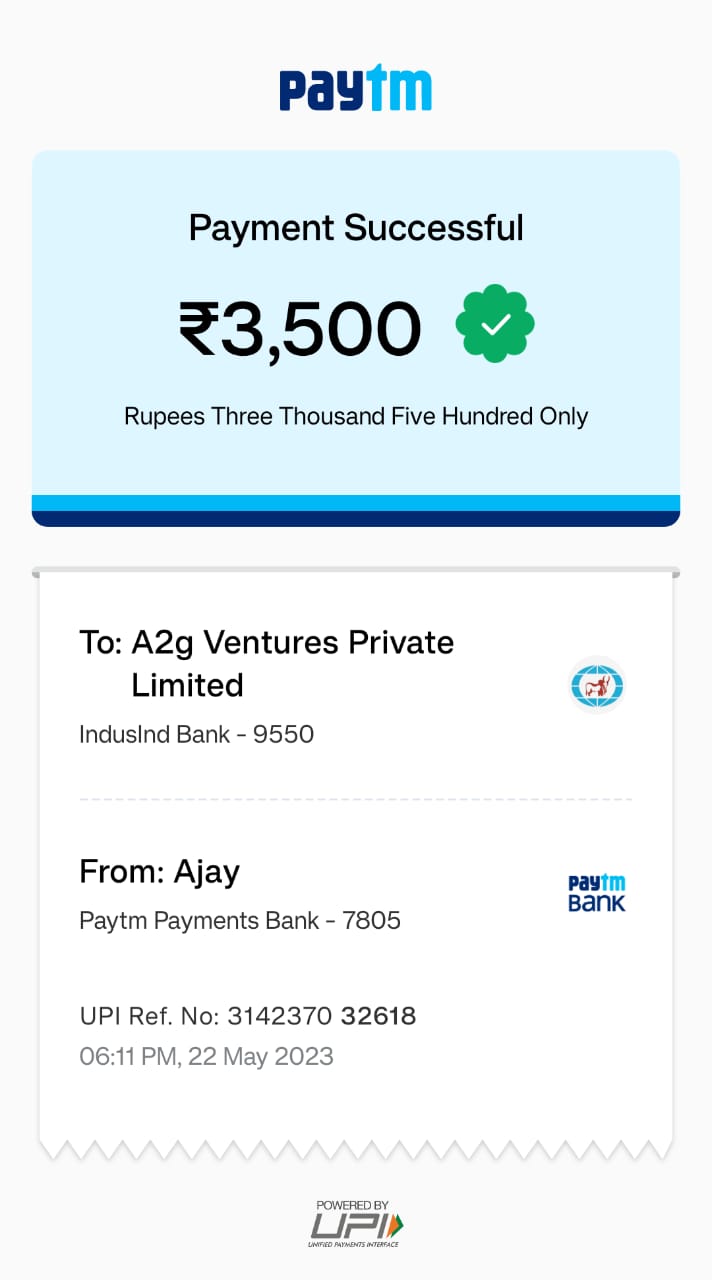 paytm
Payment Successful
₹3,500
Rupees Three Thousand Five Hundred Only
To: A2g Ventures Private
Limited
IndusInd Bank - 9550
From: Ajay
Paytm Payments Bank - 7805
paytm
BANK
UPI Ref. No: 3142370 32618
06:11 PM, 22 May 2023
POWERED BY
UPI
UNIFIED PAYMENTS INTERFACE